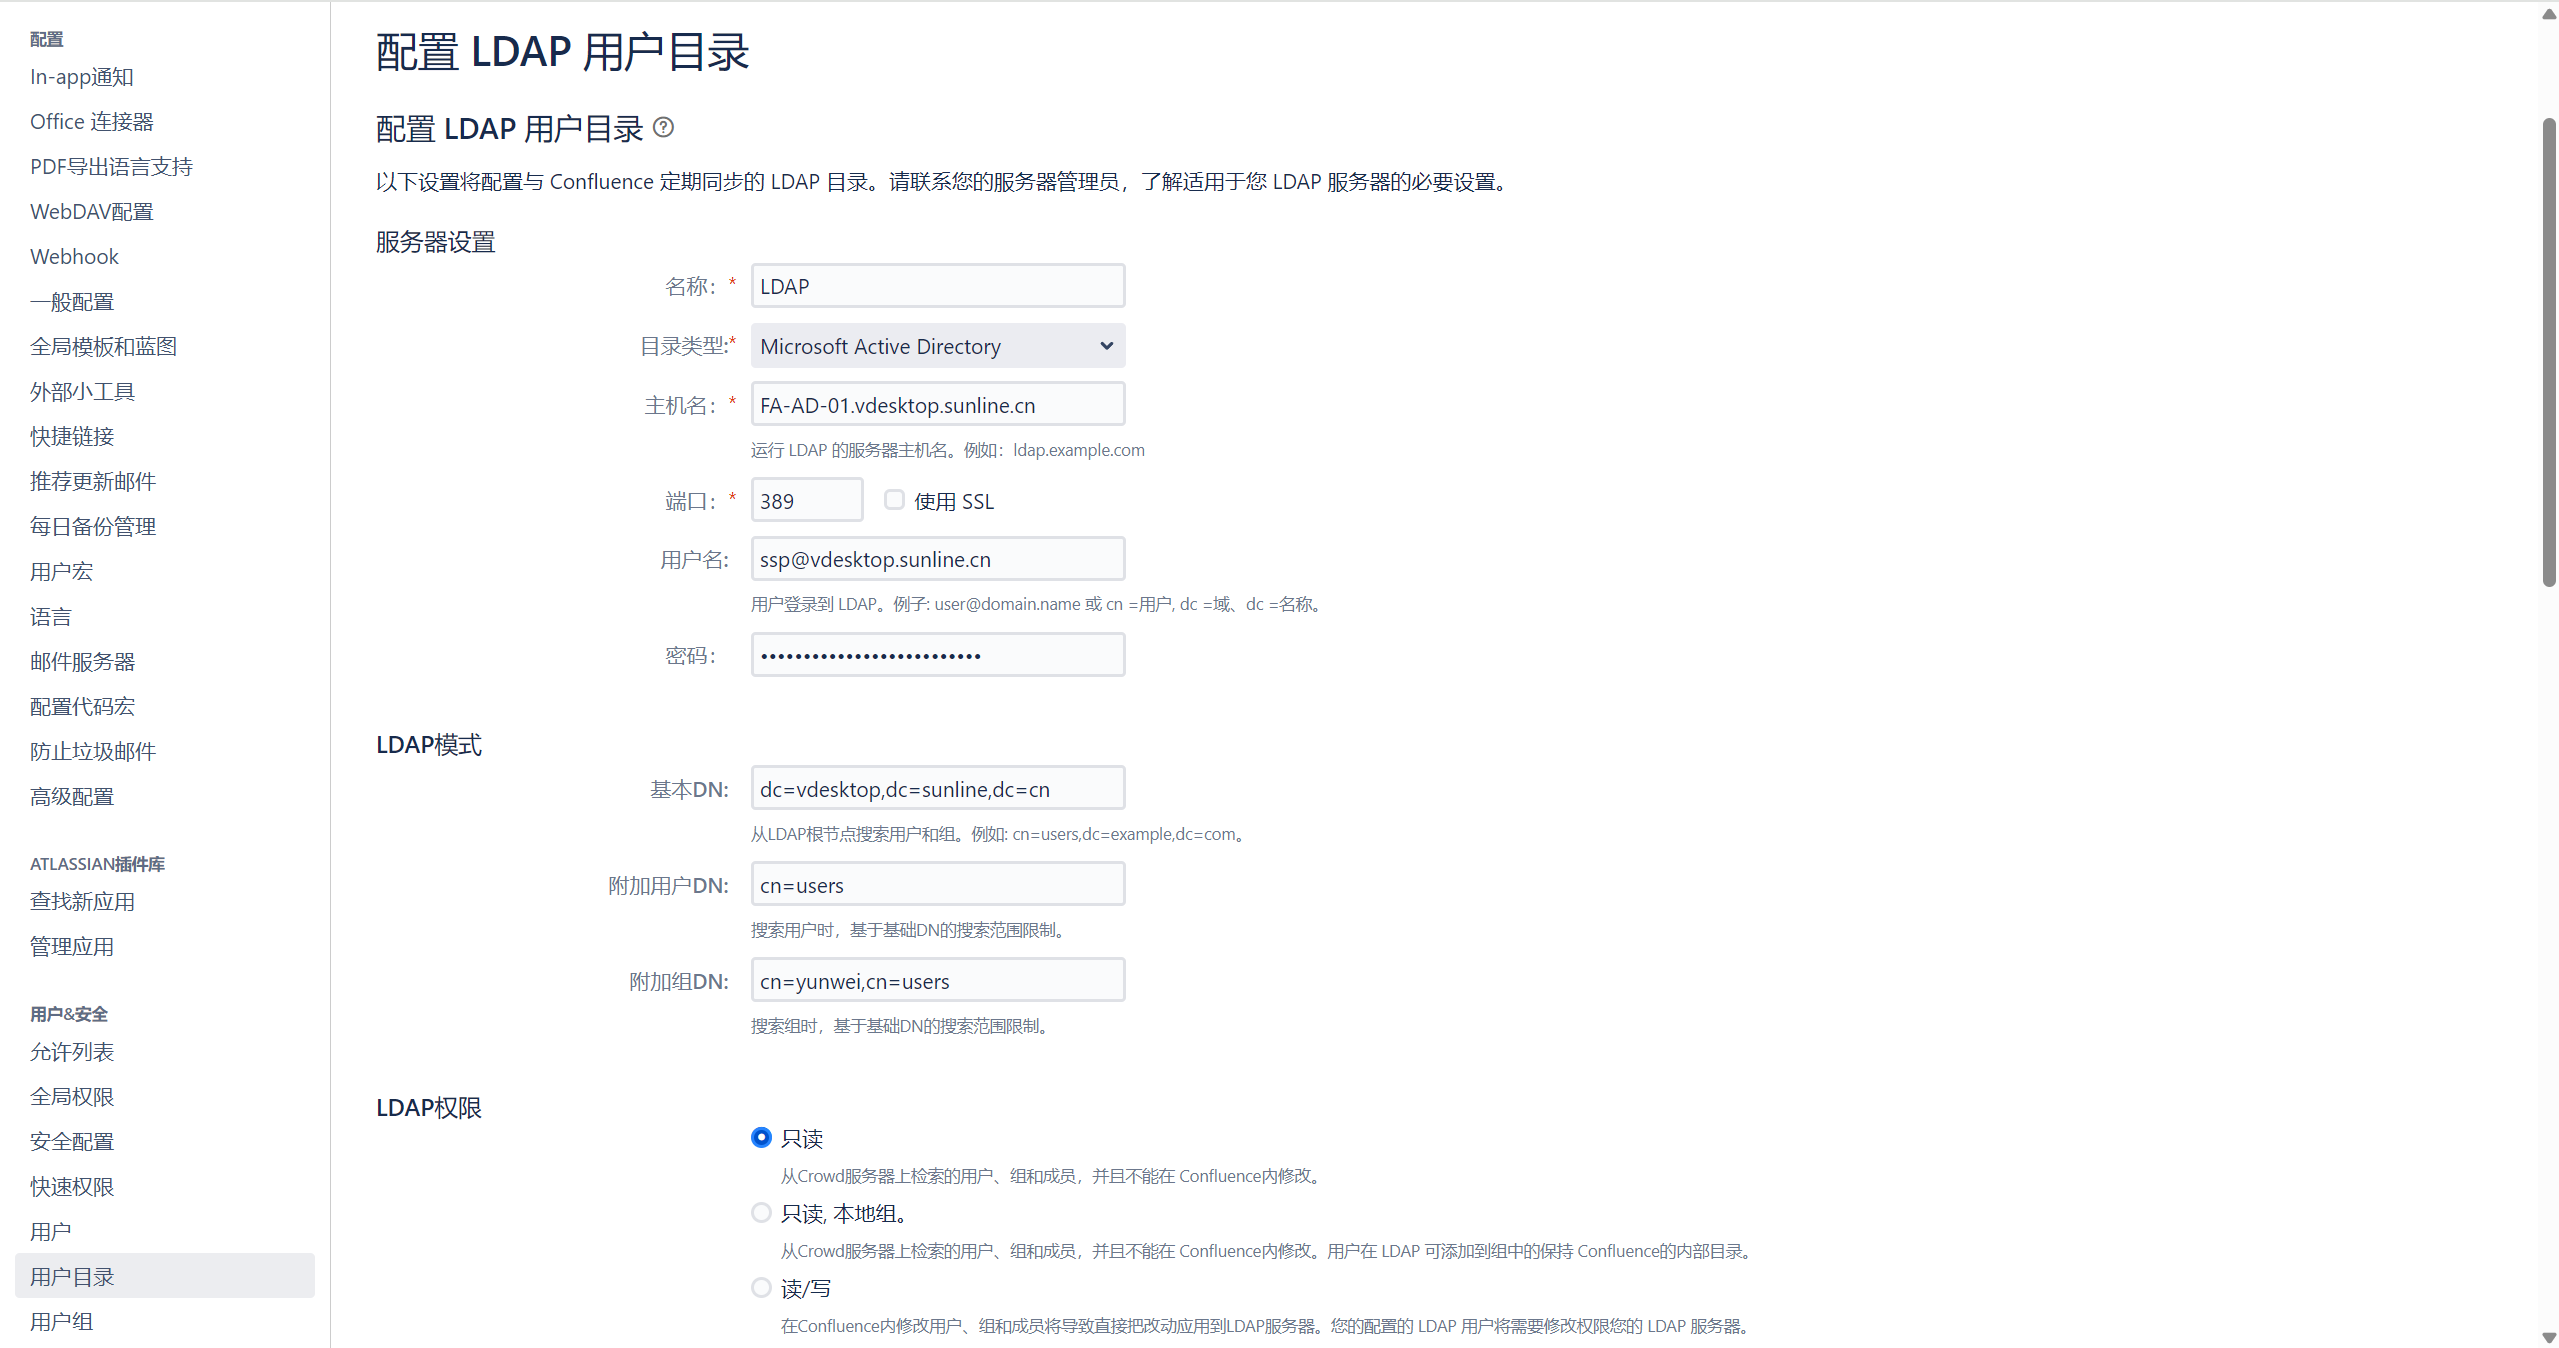 配置
In-app通知
Office 连接器
PDF导出语言支持
WebDAV配置
Webhook
一般配置
全局模板和蓝图
外部小工具
快捷链接
推荐更新邮件
每日备份管理
用户宏
语言
邮件服务器
配置代码宏
防止垃圾邮件
高级配置
ATLASSIAN插件库
查找新应用
管理应用
用户&安全
允许列表
全局权限
安全配置
快速权限
用户
用户目录
用户组
配置 LDAP 用户目录
配置 LDAP 用户目录
以下设置将配置与 Confluence 定期同步的 LDAP 目录。请联系您的服务器管理员，了解适用于您 LDAP 服务器的必要设置。
服务器设置
名称：* LDAP
目录类型:* Microsoft Active Directory
主机名：* FA-AD-01.vdesktop.sunline.cn
运行 LDAP 的服务器主机名。例如：ldap.example.com
端口：* 389 使用 SSL
用户名: ssp@vdesktop.sunline.cn
用户登录到 LDAP。例子: user@domain.name 或 cn =用户, dc =域、dc =名称。
密码： ••••••••••••••••••••••••••
LDAP模式
基本DN: dc=vdesktop,dc=sunline,dc=cn
从LDAP根节点搜索用户和组。例如: cn=users,dc=example,dc=com。
附加用户DN: cn=users
搜索用户时，基于基础DN的搜索范围限制。
附加组DN: cn=yunwei,cn=users
搜索组时，基于基础DN的搜索范围限制。
LDAP权限
只读
从Crowd服务器上检索的用户、组和成员，并且不能在 Confluence内修改。
只读, 本地组。
从Crowd服务器上检索的用户、组和成员，并且不能在 Confluence内修改。用户在 LDAP 可添加到组中的保持 Confluence的内部目录。
读/写
在Confluence内修改用户、组和成员将导致直接把改动应用到LDAP服务器。您的配置的 LDAP 用户将需要修改权限您的 LDAP 服务器。